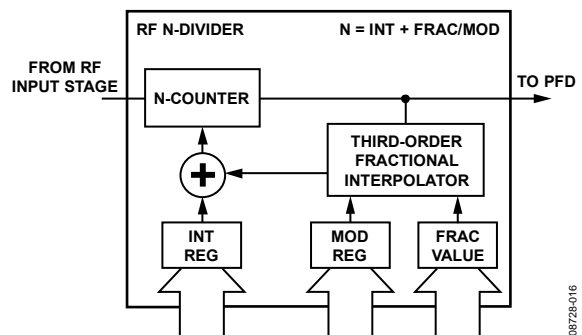 RF N-DIVIDER
N = INT + FRAC/MOD
FROM RF
INPUT STAGE
TO PFD
N-COUNTER
THIRD-ORDER
FRACTIONAL
INTERPOLATOR
+
INT
REG
MOD
REG
FRAC
VALUE
08728-016